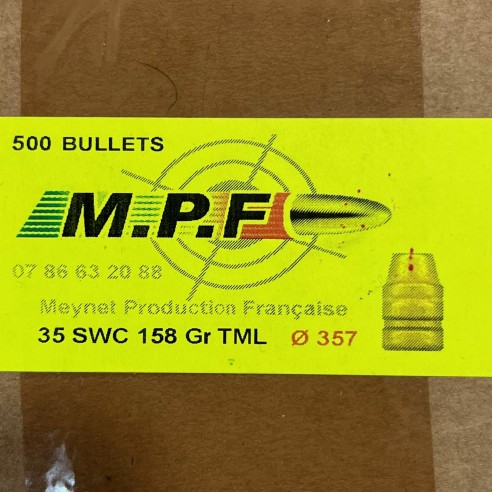 500 BULLETS
M.P.F
07 86 63 20 88
Meynet Production Française
35 SWC 158 Gr TML Ø 357